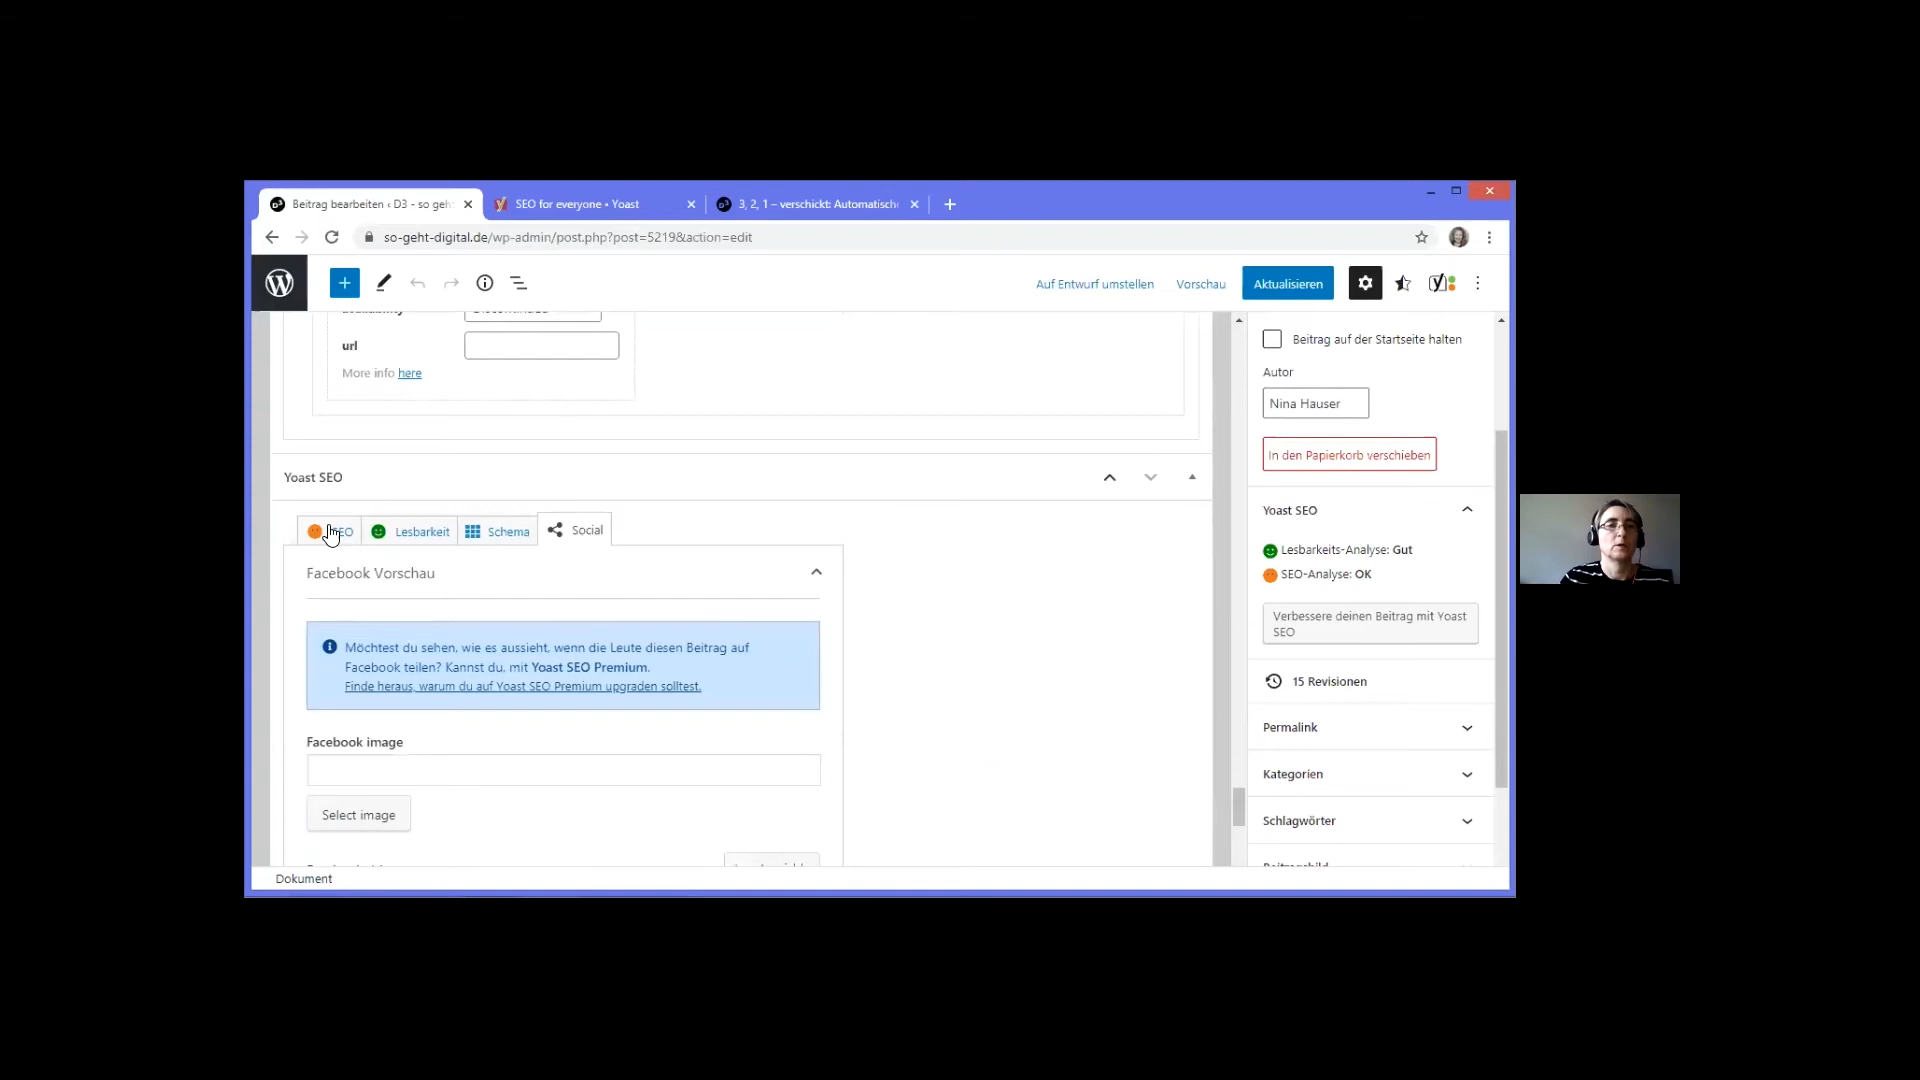 Beitrag bearbeiten ‹ D3 - so geh
SEO for everyone • Yoast
3, 2, 1 – verschickt: Automatisch
so-geht-digital.de/wp-admin/post.php?post=5219&action=edit
Auf Entwurf umstellen
Vorschau
Aktualisieren
url
More info here
Yoast SEO
SEO
Lesbarkeit
Schema
Social
Facebook Vorschau
Möchtest du sehen, wie es aussieht, wenn die Leute diesen Beitrag auf
Facebook teilen? Kannst du, mit Yoast SEO Premium.
Finde heraus, warum du auf Yoast SEO Premium upgraden solltest.
Facebook image
Select image
Dokument
Beitrag auf der Startseite halten
Autor
Nina Hauser
In den Papierkorb verschieben
Yoast SEO
Lesbarkeits-Analyse: Gut
SEO-Analyse: OK
Verbessere deinen Beitrag mit Yoast
SEO
15 Revisionen
Permalink
Kategorien
Schlagwörter